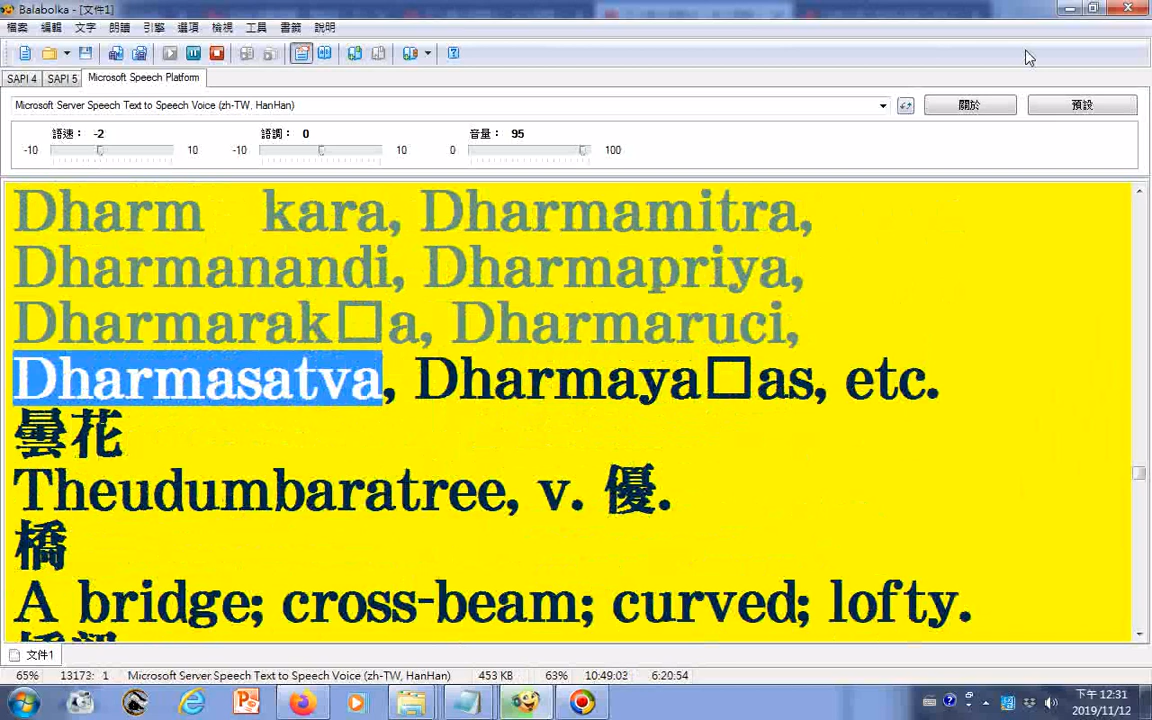 Balabolka - [文件1]
檔案 編輯 文字 朗讀 引擎 選項 檢視 工具 書籤 說明
SAPI 4 SAPI 5 Microsoft Speech Platform
Microsoft Server Speech Text to Speech Voice (zh-TW, HanHan) 關於 預設
語速： -2 語調： 0 音量： 95
-10 10 -10 10 0 100
Dharm kara, Dharmamitra,
Dharmanandi, Dharmapriya,
Dharmarak□a, Dharmaruci,
Dharmasatva, Dharmaya□as, etc.
曇花
Theudumbaratree, v. 優.
橋
A bridge; cross-beam; curved; lofty.
文件1
65% 13173: 1 Microsoft Server Speech Text to Speech Voice (zh-TW, HanHan) 453 KB 63% 10:49:03 6:20:54
下午 12:31
2019/11/12